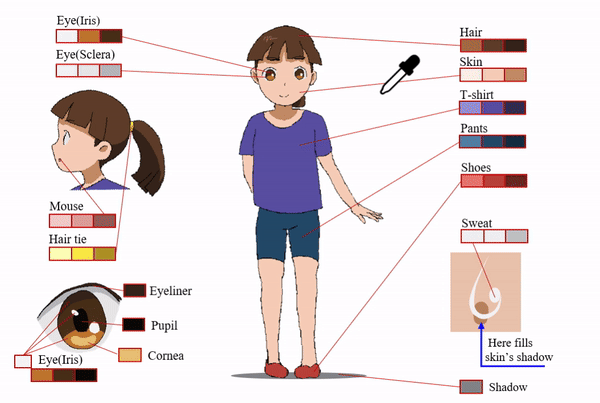 Eye(Iris)
Eye(Sclera)
Hair
Skin
T-shirt
Pants
Shoes
Mouse
Hair tie
Sweat
Eyeliner
Pupil
Eye(Iris)
Cornea
Here fills
skin's shadow
Shadow